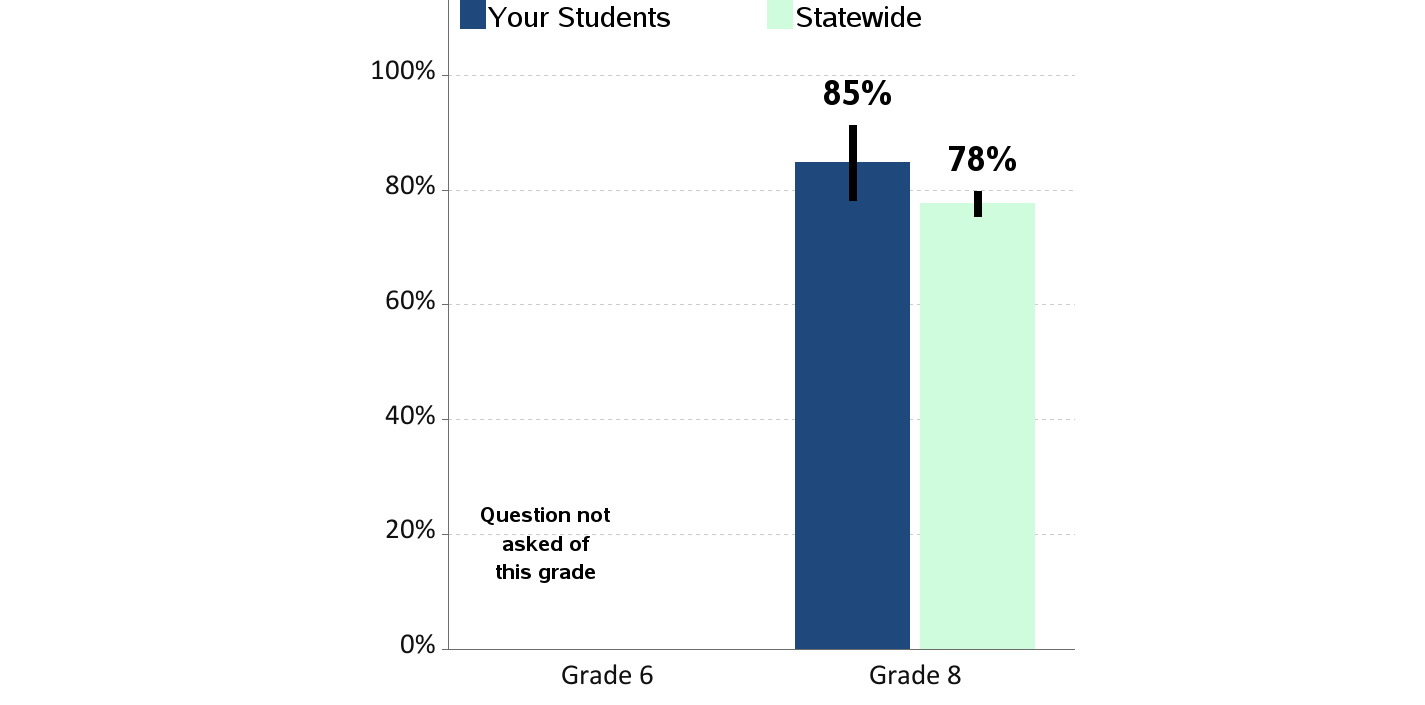 Your Students Statewide
100%
85%
78%
80%
60%
40%
20%
Question not
asked of
this grade
0%
Grade 6 Grade 8